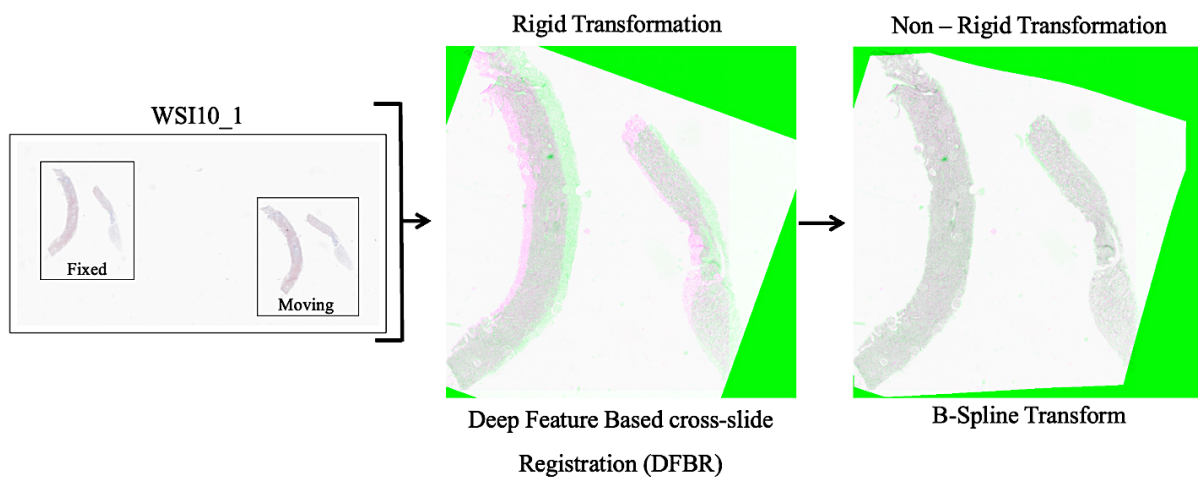 Rigid Transformation
Non – Rigid Transformation
WSI10_1
Fixed
Moving
Deep Feature Based cross-slide
Registration (DFBR)
B-Spline Transform